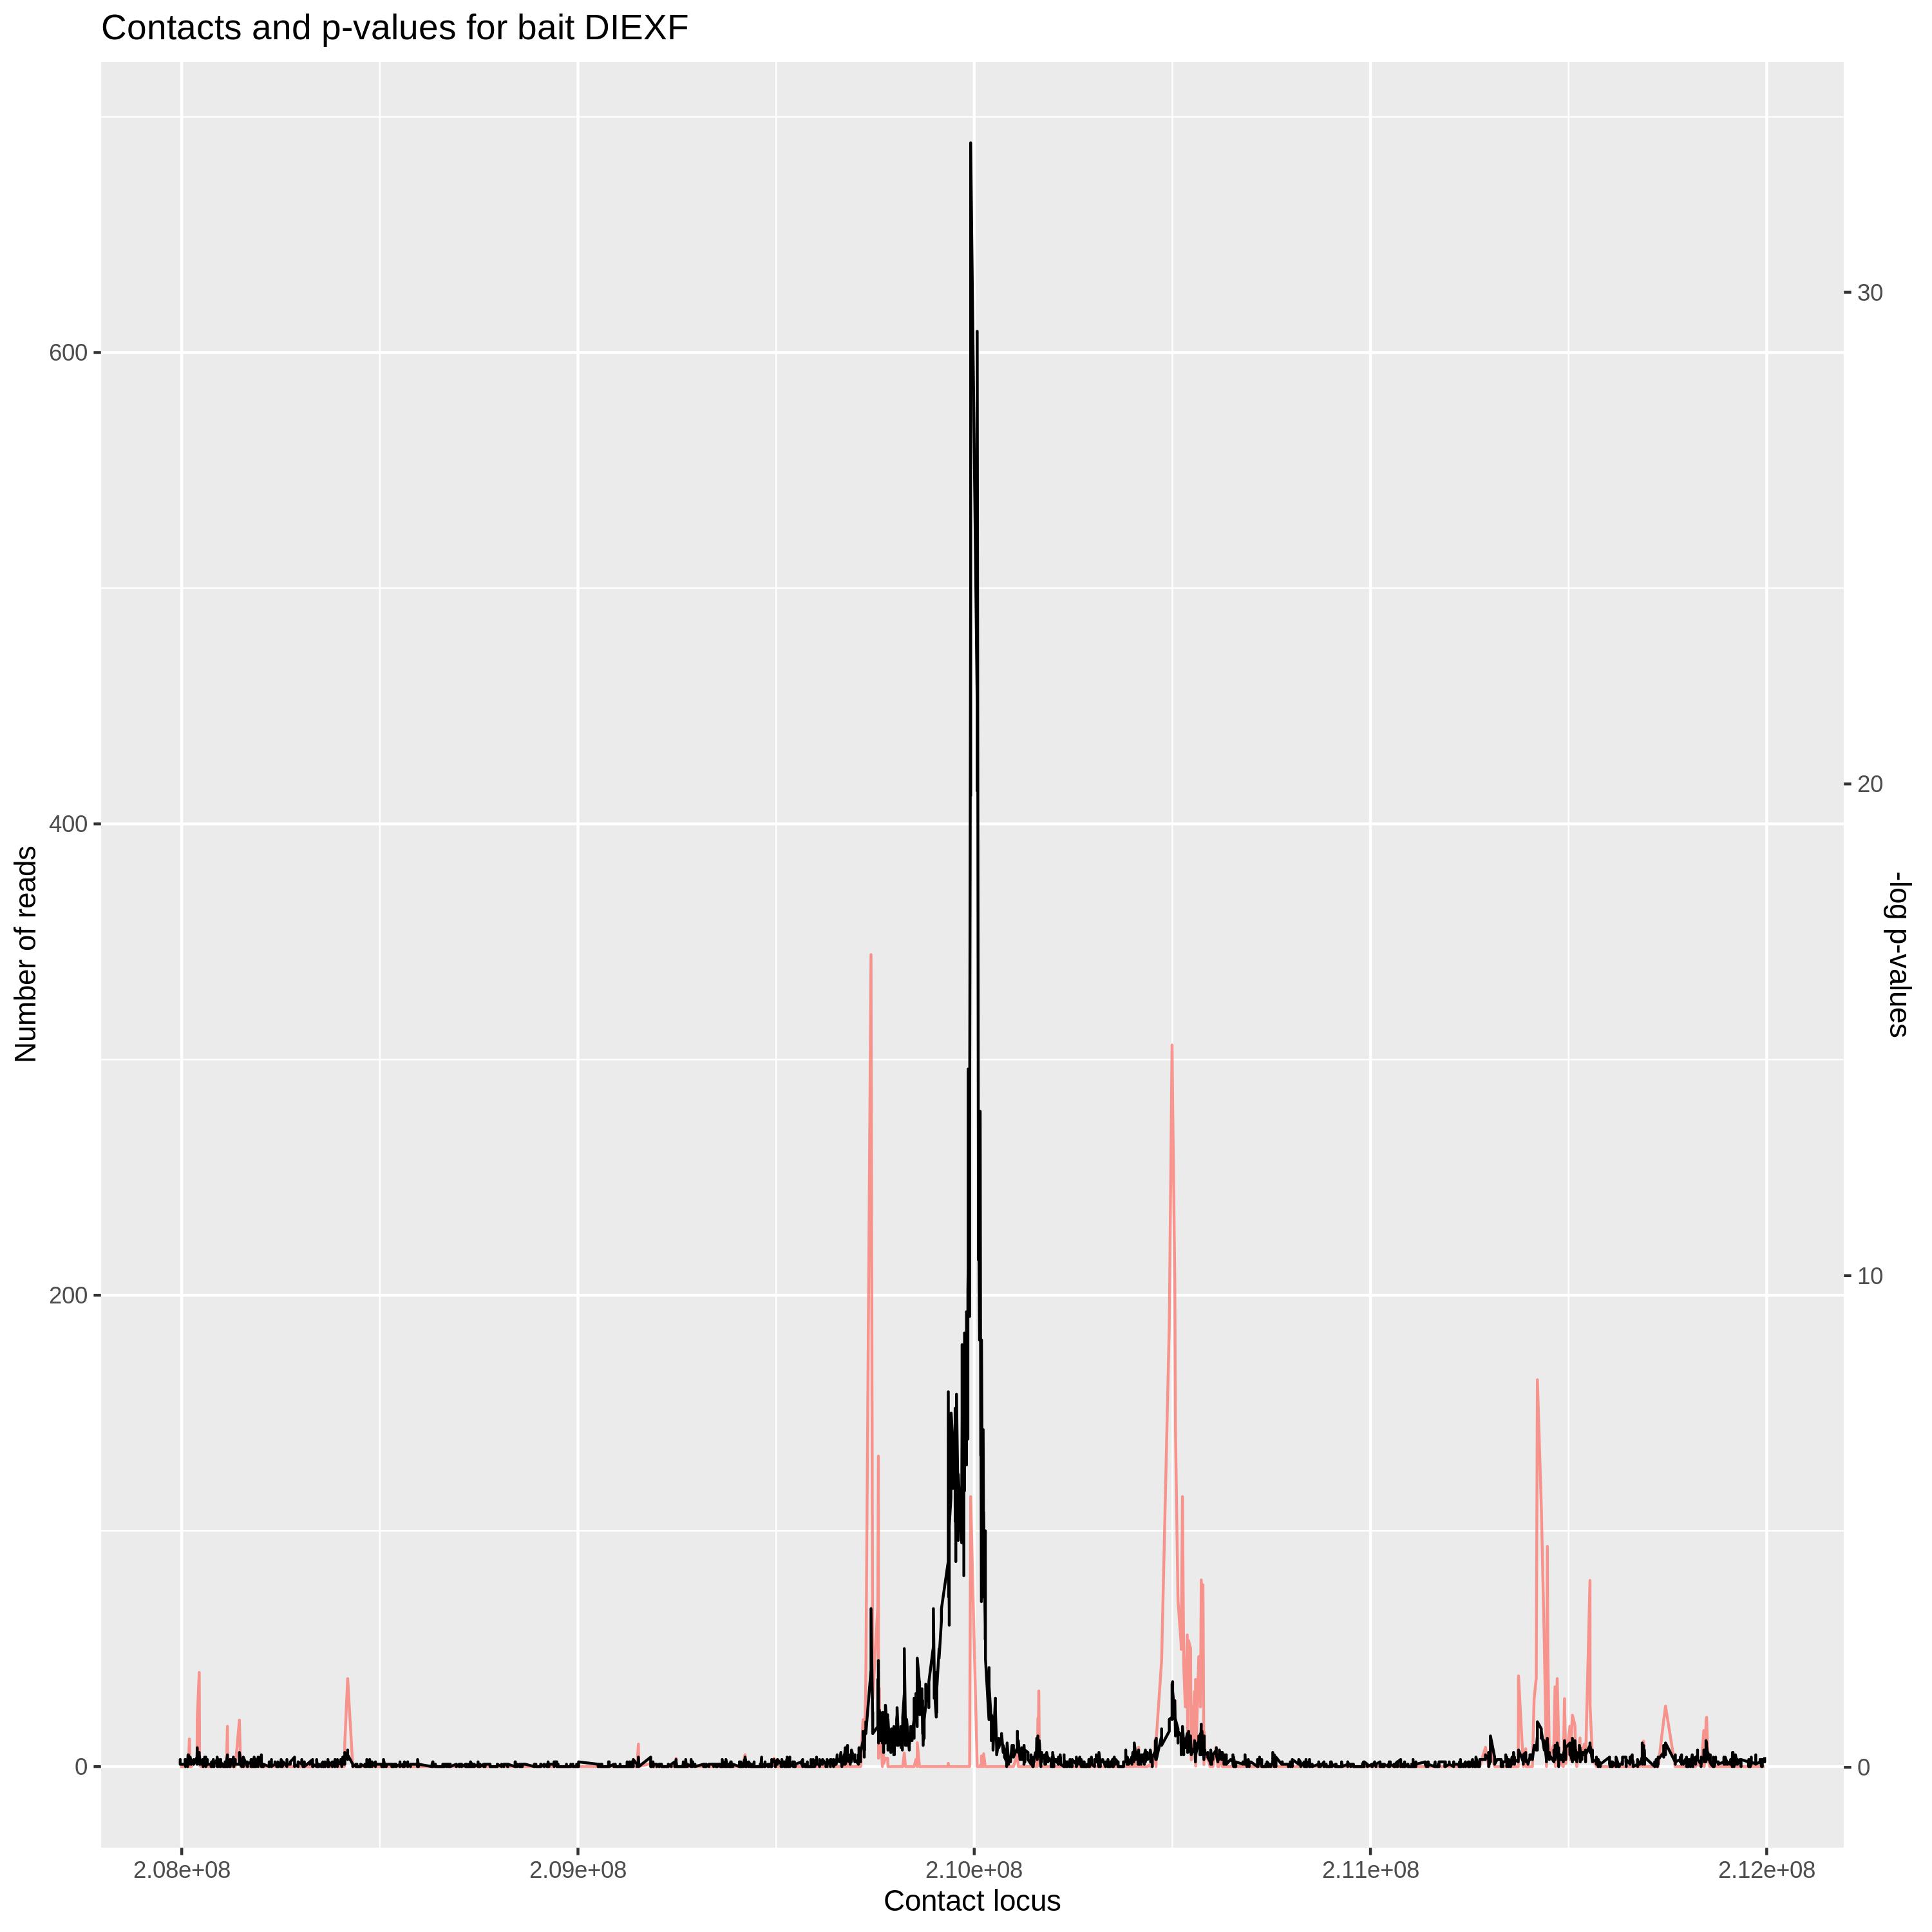 Contacts and p-values for bait DIEXF
Number of reads
600
400
200
0
30
20
10
0
-log p-values
2.08e+08 2.09e+08 2.10e+08 2.11e+08 2.12e+08
Contact locus